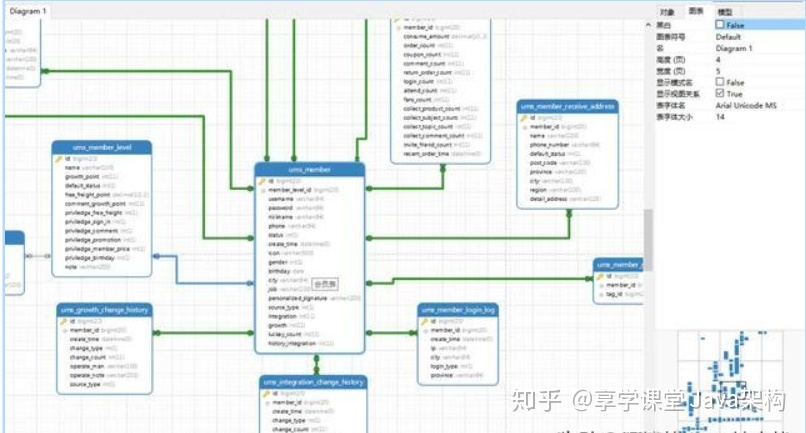 Diagram 1
对象 图表 模型
黑白 False
图表符号 Default
名 Diagram 1
高度 (页) 4
宽度 (页) 5
显示模式名 False
显示视图关系 True
表字体名 Arial Unicode MS
表字体大小 14
member_id bigint(20)
consume_amount
order_count int(11)
coupon_count int(11)
comment_count int(11)
return_order_count int(11)
login_count int(11)
attend_count int(11)
fans_count int(11)
collect_product_count int(11)
collect_subject_count int(11)
collect_topic_count int(11)
collect_comment_count int(11)
invite_friend_count int(11)
recent_order_time datetime(0)
ums_member_receive_address
id bigint(20)
member_id bigint(20)
name varchar(100)
phone_number varchar(64)
default_status int(1)
post_code varchar(100)
province varchar(100)
city varchar(100)
region varchar(100)
detail_address varchar(128)
ums_member_level
id bigint(20)
name varchar(100)
growth_point int(11)
default_status int(1)
free_freight_point
comment_growth_point int(11)
priviledge_free_freight int(1)
priviledge_sign_in int(1)
priviledge_comment int(1)
priviledge_promotion int(1)
priviledge_member_price int(1)
priviledge_birthday int(1)
note varchar(200)
ums_member
id bigint(20)
member_level_id bigint(20)
username varchar(64)
password varchar(64)
nickname varchar(64)
phone varchar(64)
status int(1)
create_time datetime(0)
icon varchar(500)
gender int(1)
birthday date
city varchar(64)
job varchar(100)
会员表
personalized_signature varchar(200)
source_type int(1)
integration int(11)
growth int(11)
luckey_count int(11)
history_integration int(11)
id
member_id
tag_id
ums_growth_change_history
id bigint(20)
member_id bigint(20)
create_time datetime(0)
change_type int(1)
change_count int(11)
operate_man varchar(100)
operate_note varchar(200)
source_type int(1)
ums_member_login_log
id bigint(20)
member_id bigint(20)
create_time datetime(0)
ip varchar(64)
city varchar(64)
login_type int(1)
province varchar(64)
ums_integration_change_history
id bigint(20)
member_id bigint(20)
create_time datetime(0)
change_type int(1)
change_count int(11)
知乎 @享学课堂 Java架构